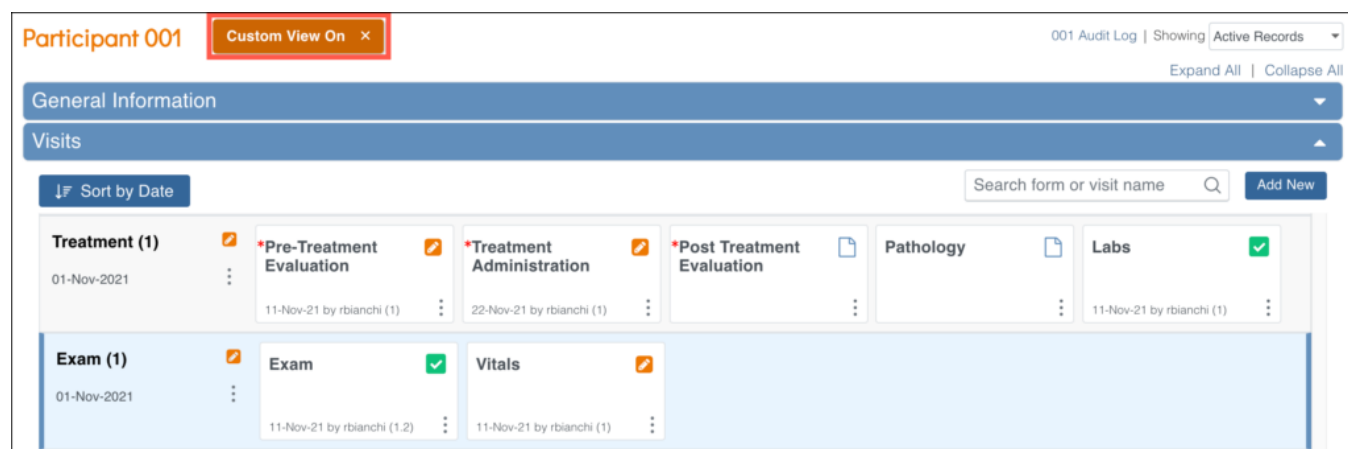 Participant 001 Custom View On × 001 Audit Log | Showing Active Records
Expand All | Collapse All
General Information
Visits
Sort by Date Search form or visit name Add New
Treatment (1)
01-Nov-2021
*Pre-Treatment
Evaluation
11-Nov-21 by rbianchi (1)
*Treatment
Administration
22-Nov-21 by rbianchi (1)
*Post Treatment
Evaluation
Pathology
Labs
11-Nov-21 by rbianchi (1)
Exam (1)
01-Nov-2021
Exam
11-Nov-21 by rbianchi (1.2)
Vitals
11-Nov-21 by rbianchi (1)